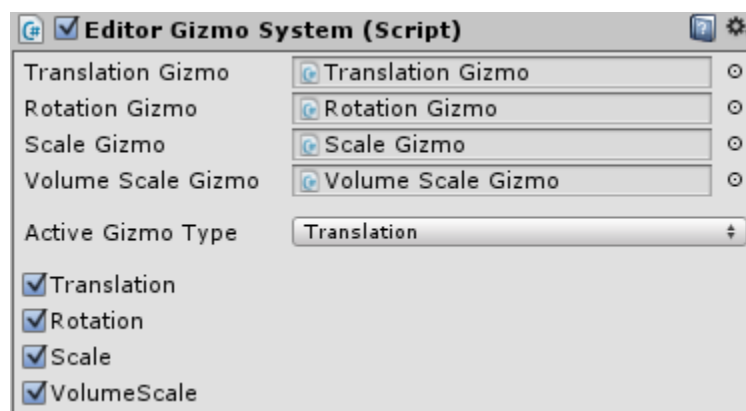 Editor Gizmo System (Script)
Translation Gizmo Translation Gizmo
Rotation Gizmo Rotation Gizmo
Scale Gizmo Scale Gizmo
Volume Scale Gizmo Volume Scale Gizmo
Active Gizmo Type Translation
Translation
Rotation
Scale
VolumeScale